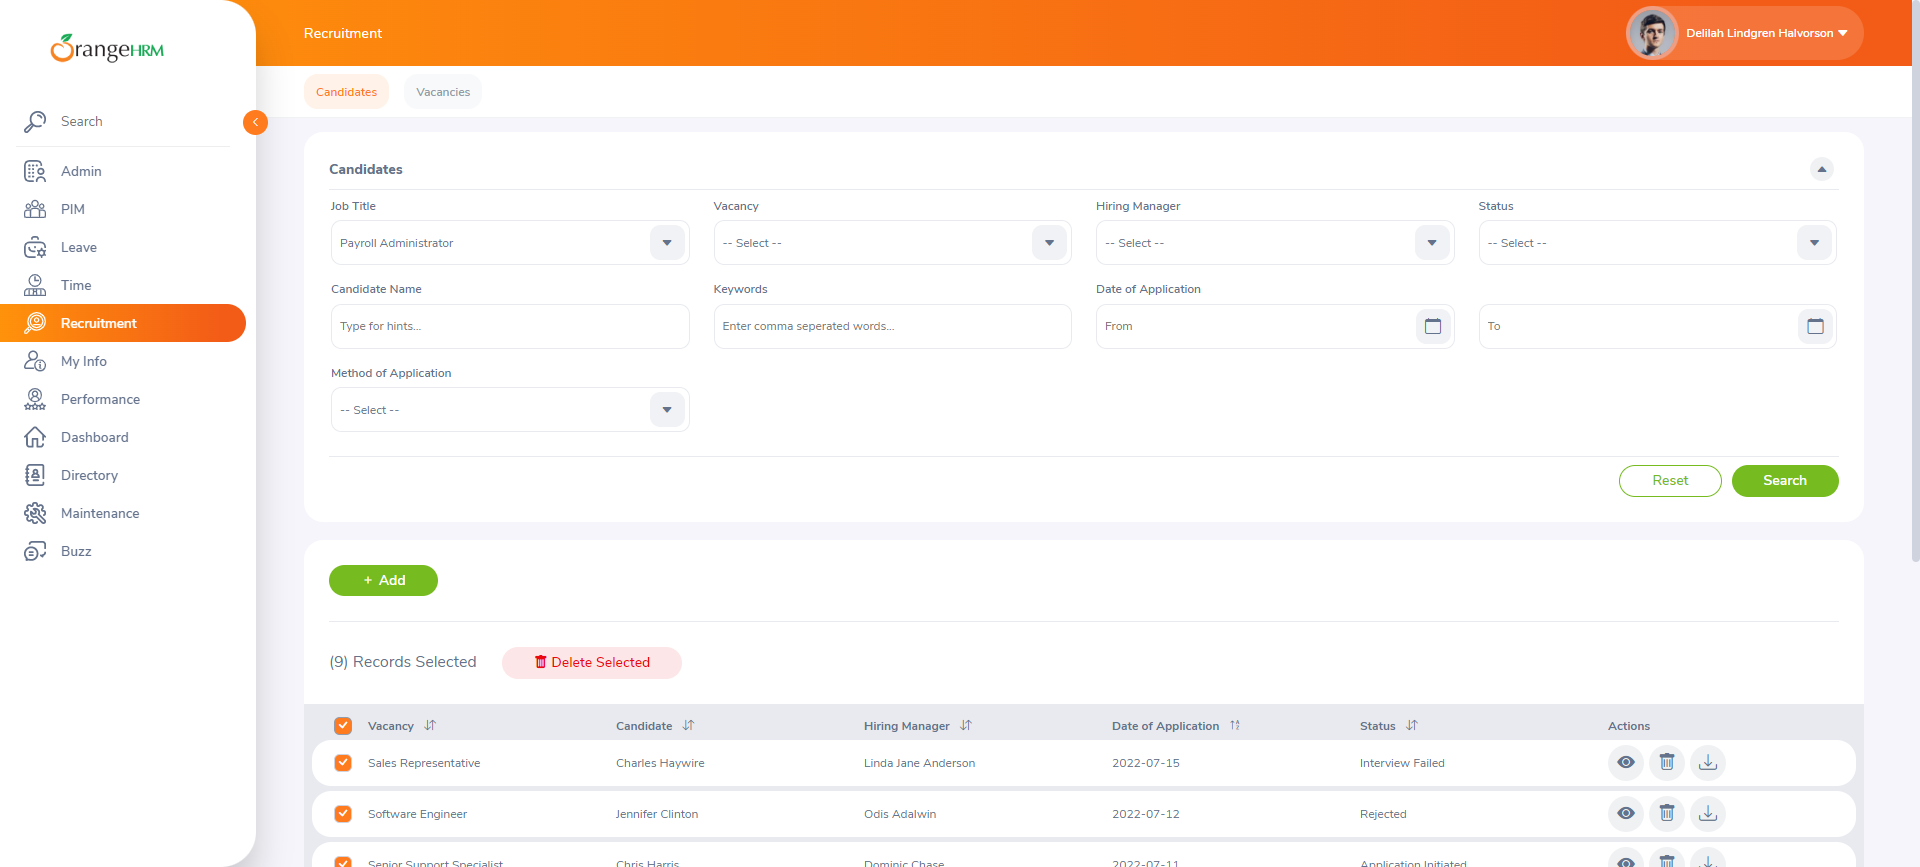 OrangeHRM
Recruitment
Delilah Lindgren Halvorson
Candidates
Vacancies
Search
Admin
PIM
Leave
Time
Recruitment
My Info
Performance
Dashboard
Directory
Maintenance
Buzz
Candidates
Job Title
Vacancy
Hiring Manager
Status
Payroll Administrator
-- Select --
-- Select --
-- Select --
Candidate Name
Keywords
Date of Application
Type for hints...
Enter comma seperated words...
From
To
Method of Application
-- Select --
Reset
Search
+ Add
(9) Records Selected
Delete Selected
Vacancy
Candidate
Hiring Manager
Date of Application
Status
Actions
Sales Representative
Charles Haywire
Linda Jane Anderson
2022-07-15
Interview Failed
Software Engineer
Jennifer Clinton
Odis Adalwin
2022-07-12
Rejected
Senior Support Specialist
Chris Harris
Dominic Chase
2022-07-11
Application Initiated